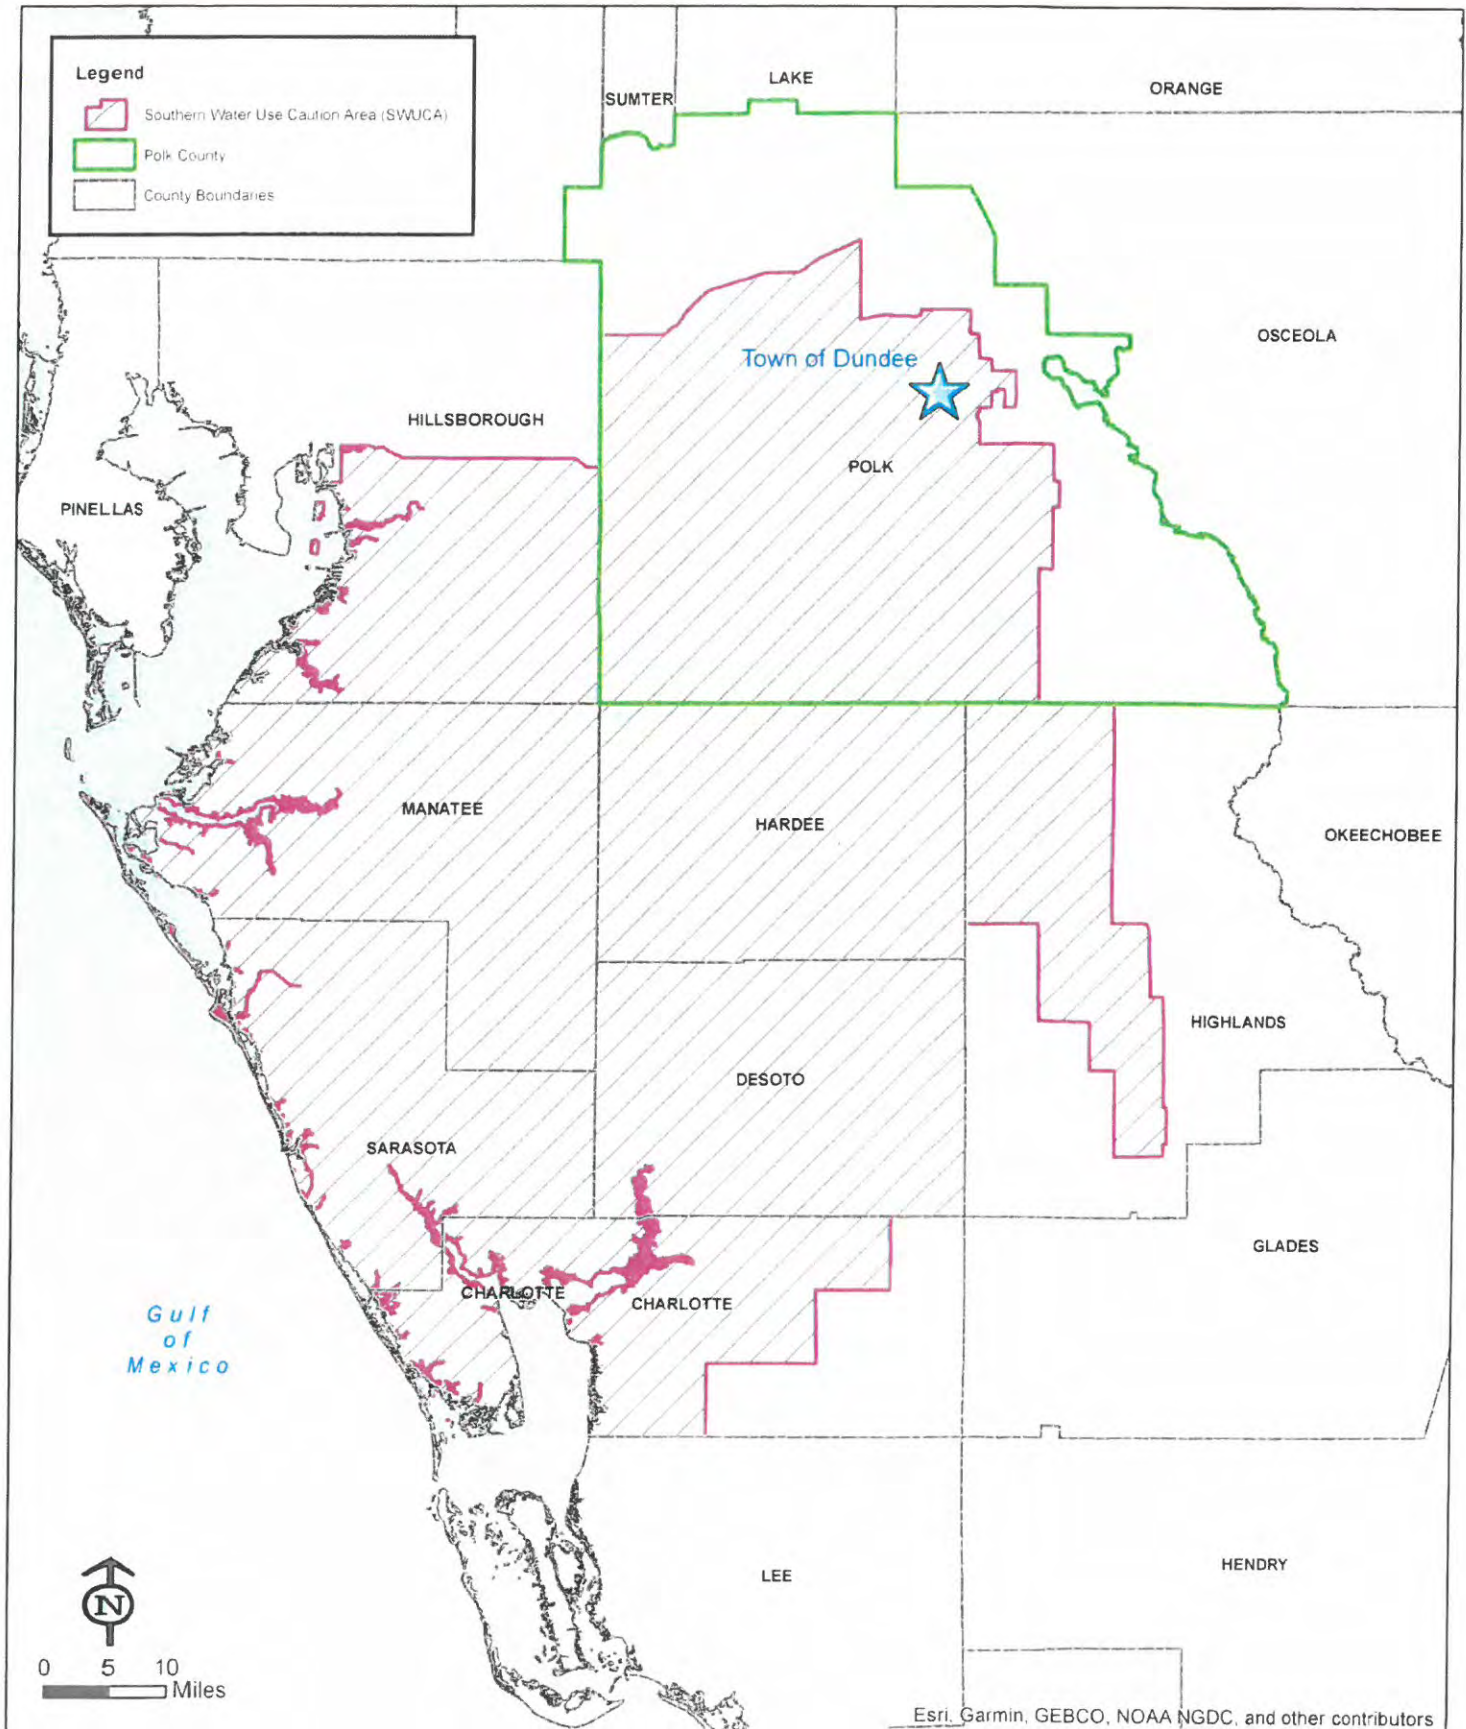 Legend
Southern Water Use Caution Area (SWUCA)
Polk County
County Boundaries
SUMTER
LAKE
ORANGE
OSCEOLA
Town of Dundee
HILLSBOROUGH
POLK
PINELLAS
MANATEE
HARDEE
OKEECHOBEE
HIGHLANDS
DESOTO
SARASOTA
GLADES
CHARLOTTE
CHARLOTTE
Gulf
of
Mexico
LEE
HENDRY
N
0 5 10
Miles
Esri, Garmin, GEBCO, NOAA NGDC, and other contributors